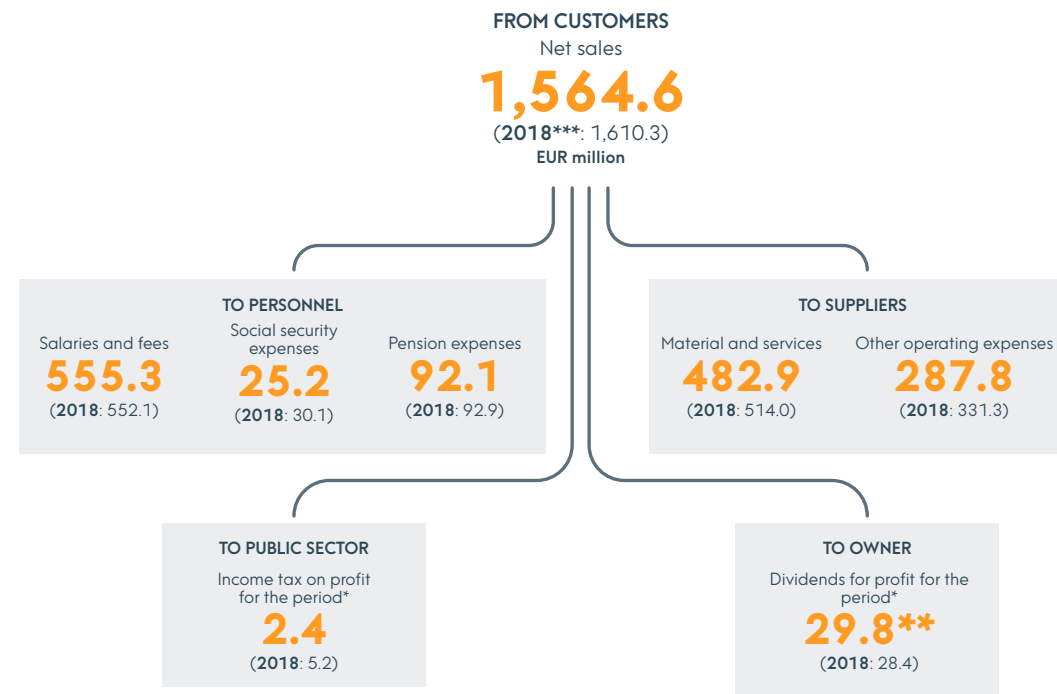 FROM CUSTOMERS
Net sales
1,564.6
(2018***: 1,610.3)
EUR million
TO PERSONNEL
Salaries and fees
555.3
(2018: 552.1)
Social security
expenses
25.2
(2018: 30.1)
Pension expenses
92.1
(2018: 92.9)
TO SUPPLIERS
Material and services
482.9
(2018: 514.0)
Other operating expenses
287.8
(2018: 331.3)
TO PUBLIC SECTOR
Income tax on profit
for the period*
2.4
(2018: 5.2)
TO OWNER
Dividends for profit for the
period*
29.8**
(2018: 28.4)